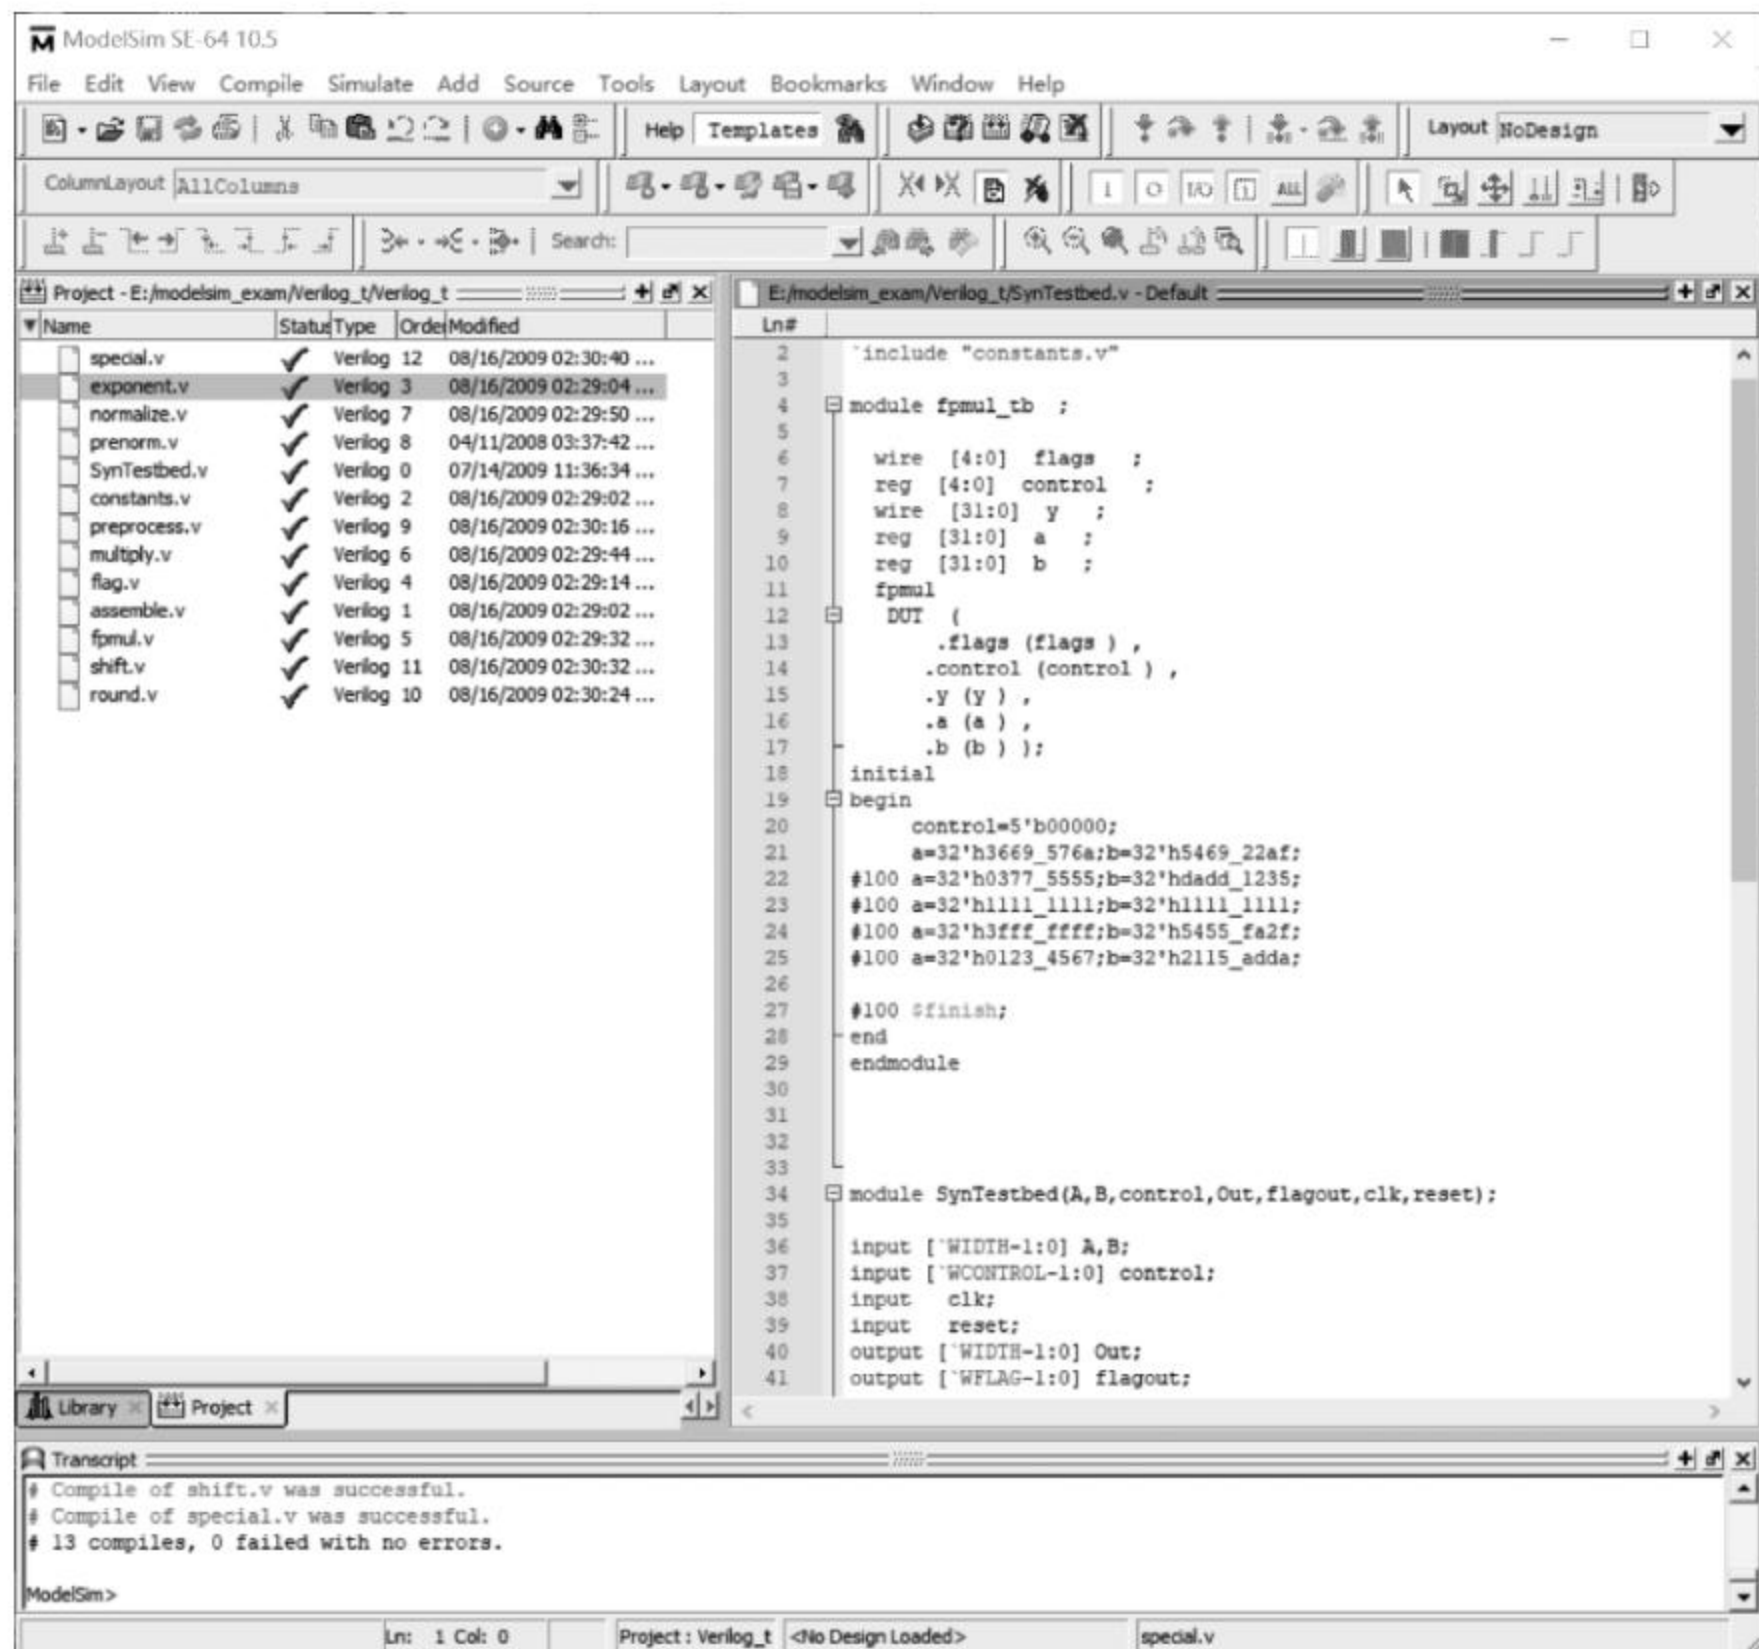 ModelSim SE-64 10.5
File Edit View Compile Simulate Add Source Tools Layout Bookmarks Window Help
Help Templates Layout NoDesign
ColumnLayout AllColumns
Search:
Project - E:/modelsim_exam/Verilog_t/Verilog_t
Name Status Type Order Modified
special.v Verilog 12 08/16/2009 02:30:40 ...
exponent.v Verilog 3 08/16/2009 02:29:04 ...
normalize.v Verilog 7 08/16/2009 02:29:50 ...
prenorm.v Verilog 8 04/11/2008 03:37:42 ...
SynTestbed.v Verilog 0 07/14/2009 11:36:34 ...
constants.v Verilog 2 08/16/2009 02:29:02 ...
preprocess.v Verilog 9 08/16/2009 02:30:16 ...
multiply.v Verilog 6 08/16/2009 02:29:44 ...
flag.v Verilog 4 08/16/2009 02:29:14 ...
assemble.v Verilog 1 08/16/2009 02:29:02 ...
fpmul.v Verilog 5 08/16/2009 02:29:32 ...
shift.v Verilog 11 08/16/2009 02:30:32 ...
round.v Verilog 10 08/16/2009 02:30:24 ...
Library Project
E:/modelsim_exam/Verilog_t/SynTestbed.v - Default
Ln#
2 `include "constants.v"
3
4 module fpmul_tb ;
5
6 wire [4:0] flags ;
7 reg [4:0] control ;
8 wire [31:0] y ;
9 reg [31:0] a ;
10 reg [31:0] b ;
11 fpmul
12 DUT (
13 .flags (flags ) ,
14 .control (control ) ,
15 .y (y ) ,
16 .a (a ) ,
17 .b (b ) );
18 initial
19 begin
20 control=5'b00000;
21 a=32'h3669_576a;b=32'h5469_22af;
22 #100 a=32'h0377_5555;b=32'hdadd_1235;
23 #100 a=32'h1111_1111;b=32'h1111_1111;
24 #100 a=32'h3fff_ffff;b=32'h5455_fa2f;
25 #100 a=32'h0123_4567;b=32'h2115_adda;
26
27 #100 $finish;
28 end
29 endmodule
30
31
32
33
34 module SynTestbed(A,B,control,Out,flagout,clk,reset);
35
36 input [`WIDTH-1:0] A,B;
37 input [`WCONTROL-1:0] control;
38 input clk;
39 input reset;
40 output [`WIDTH-1:0] Out;
41 output [`WFLAG-1:0] flagout;
Transcript
# Compile of shift.v was successful.
# Compile of special.v was successful.
# 13 compiles, 0 failed with no errors.
ModelSim>
Ln: 1 Col: 0 Project : Verilog_t <No Design Loaded> special.v